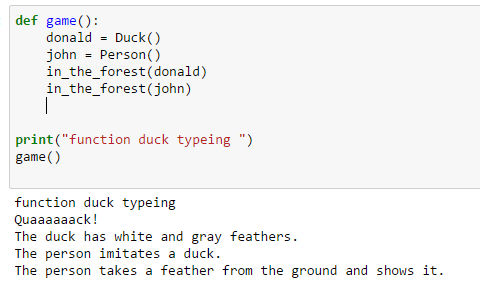 def game():
    donald = Duck()
    john = Person()
    in_the_forest(donald)
    in_the_forest(john)
print("function duck typeing ")
game()
function duck typeing
Quaaaaaack!
The duck has white and gray feathers.
The person imitates a duck.
The person takes a feather from the ground and shows it.